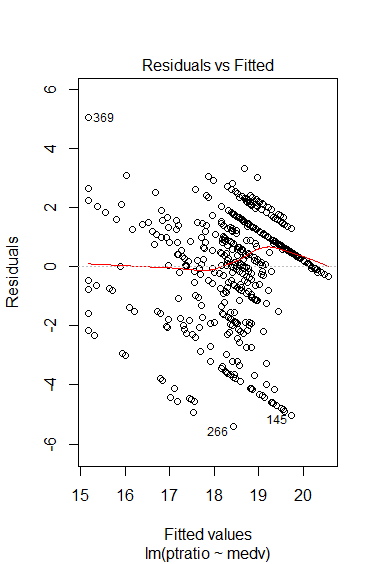 Residuals vs Fitted
Residuals
6
4
2
0
-2
-4
-6
369
266
145
15 16 17 18 19 20
Fitted values
lm(ptratio ~ medv)